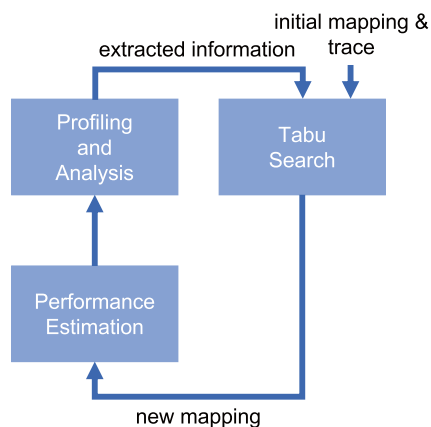 initial mapping &
trace
extracted information
Profiling
and
Analysis
Tabu
Search
Performance
Estimation
new mapping